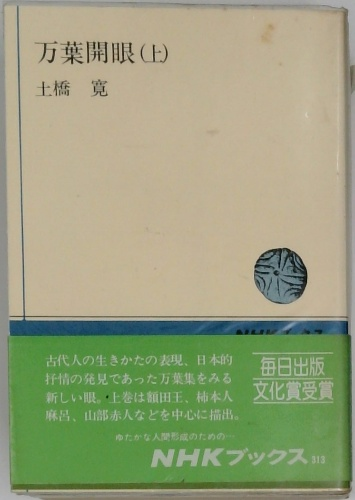 万葉開眼(上)
土橋 寛
NHKブックス
古代人の生きかたの表現、日本的
抒情の発見であった万葉集をみる
新しい眼。上巻は額田王、柿本人
麻呂、山部赤人などを中心に描出。
毎日出版
文化賞受賞
ゆたかな人間形成のための…
NHKブックス 313